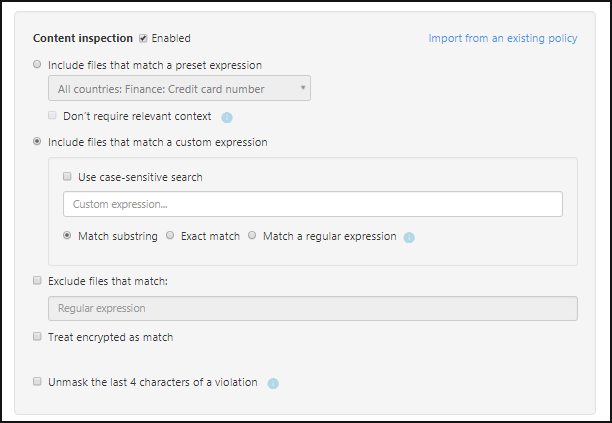 Content inspection Enabled Import from an existing policy
Include files that match a preset expression
All countries: Finance: Credit card number
Don't require relevant context
Include files that match a custom expression
Use case-sensitive search
Custom expression...
Match substring Exact match Match a regular expression
Exclude files that match:
Regular expression
Treat encrypted as match
Unmask the last 4 characters of a violation